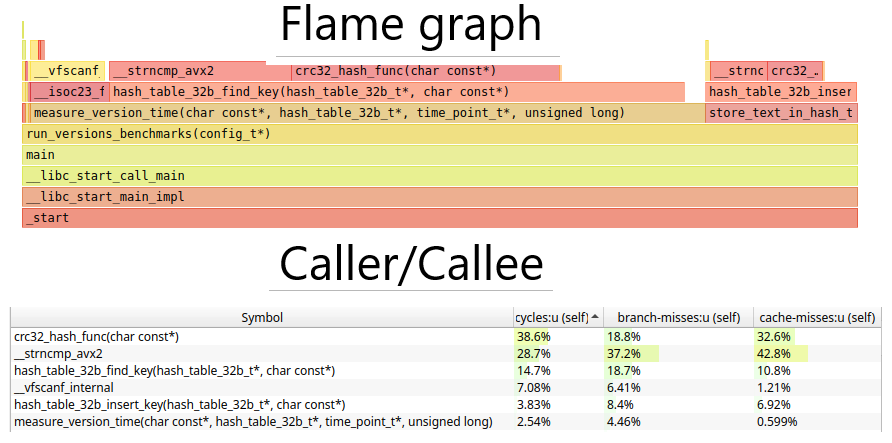 Flame graph
__vfscanf_
__strncmp_avx2
crc32_hash_func(char const*)
__strnc
crc32_…
__isoc23_f
hash_table_32b_find_key(hash_table_32b_t*, char const*)
hash_table_32b_inser
measure_version_time(char const*, hash_table_32b_t*, time_point_t*, unsigned long)
store_text_in_hash_t
run_versions_benchmarks(config_t*)
main
__libc_start_call_main
__libc_start_main_impl
_start
Caller/Callee
Symbol cycles:u (self) branch-misses:u (self) cache-misses:u (self)
crc32_hash_func(char const*) 38.6% 18.8% 32.6%
__strncmp_avx2 28.7% 37.2% 42.8%
hash_table_32b_find_key(hash_table_32b_t*, char const*) 14.7% 18.7% 10.8%
__vfscanf_internal 7.08% 6.41% 1.21%
hash_table_32b_insert_key(hash_table_32b_t*, char const*) 3.83% 8.4% 6.92%
measure_version_time(char const*, hash_table_32b_t*, time_point_t*, unsigned long) 2.54% 4.46% 0.599%